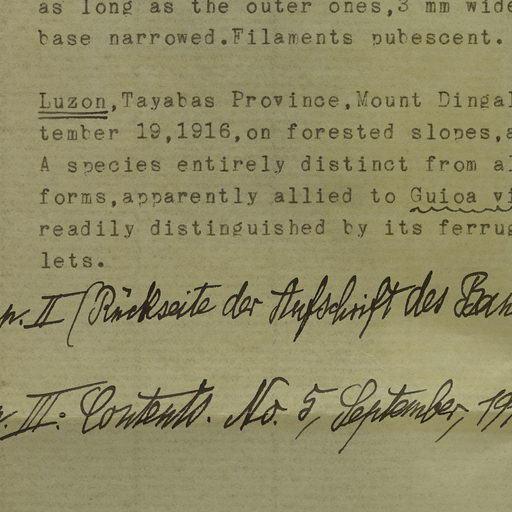 as long as the outer ones,3 mm wide
base narrowed.Filaments pubescent.
Luzon,Tayabas Province,Mount Dingal
tember 19,1916,on forested slopes,a
A species entirely distinct from al
forms,apparently allied to Guioa vi
readily distinguished by its ferrug
lets.
p. II (Rückseite der Aufschrift des Ban
p. III: Contents. No. 5, September, 19